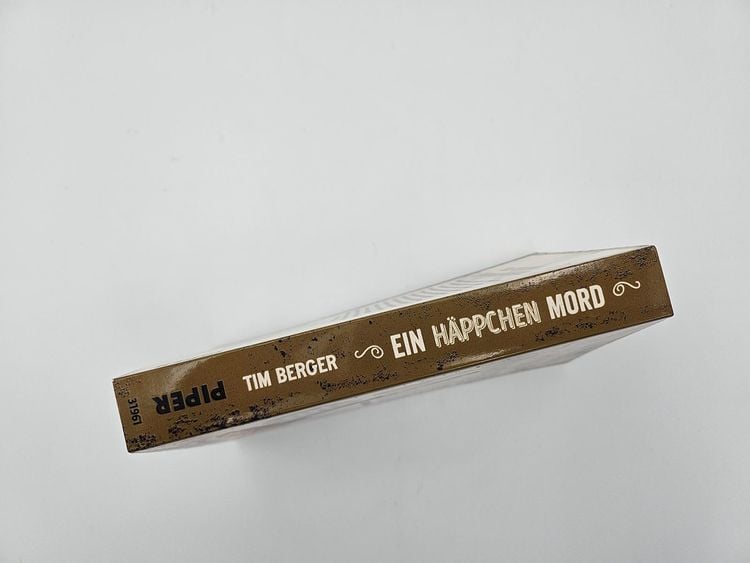 TIM BERGER EIN HÄPPCHEN MORD
PIPER
31961